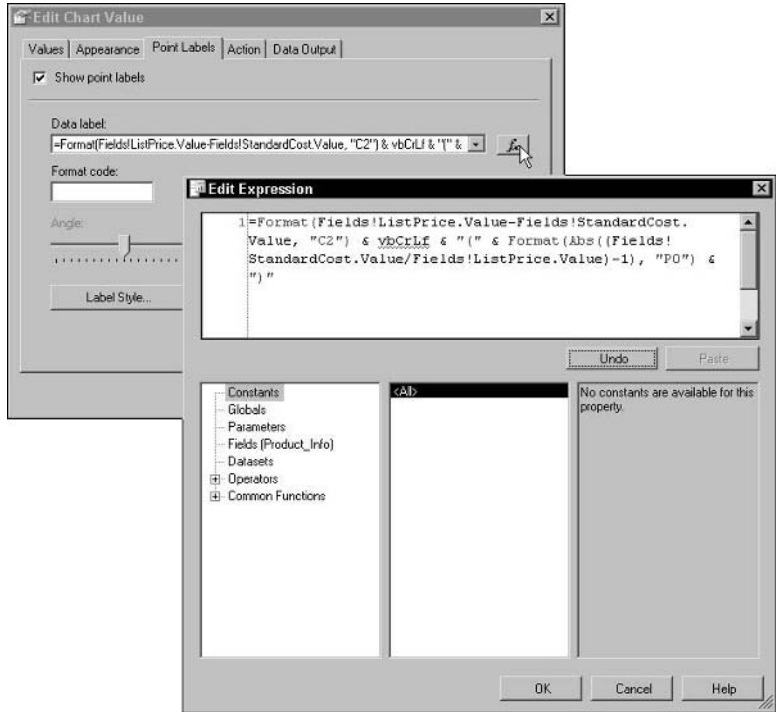 Edit Chart Value
Values Appearance Point Labels Action Data Output
Show point labels
Data label:
=Format(Fields!ListPrice.Value-Fields!StandardCost.Value, "C2") & vbCrLf & "(" &
fx
Format code:
Angle:
Label Style...
Edit Expression
1 =Format(Fields!ListPrice.Value-Fields!StandardCost.
Value, "C2") & vbCrLf & "(" & Format(Abs((Fields!
StandardCost.Value/Fields!ListPrice.Value)-1), "P0") &
")"
Undo Paste
Constants
Globals
Parameters
Fields (Product_Info)
Datasets
Operators
Common Functions
<All>
No constants are available for this
property.
OK Cancel Help